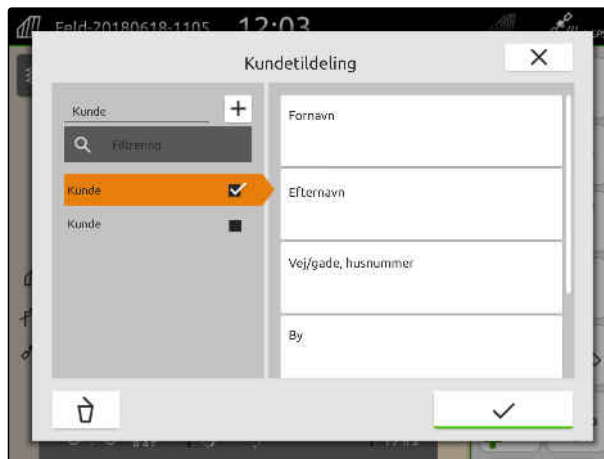 Feld-20180618-1105 12:03
Kundetildeling
Kunde
Filtrering
Kunde
Kunde
Fornavn
Efternavn
Vej/gade, husnummer
By